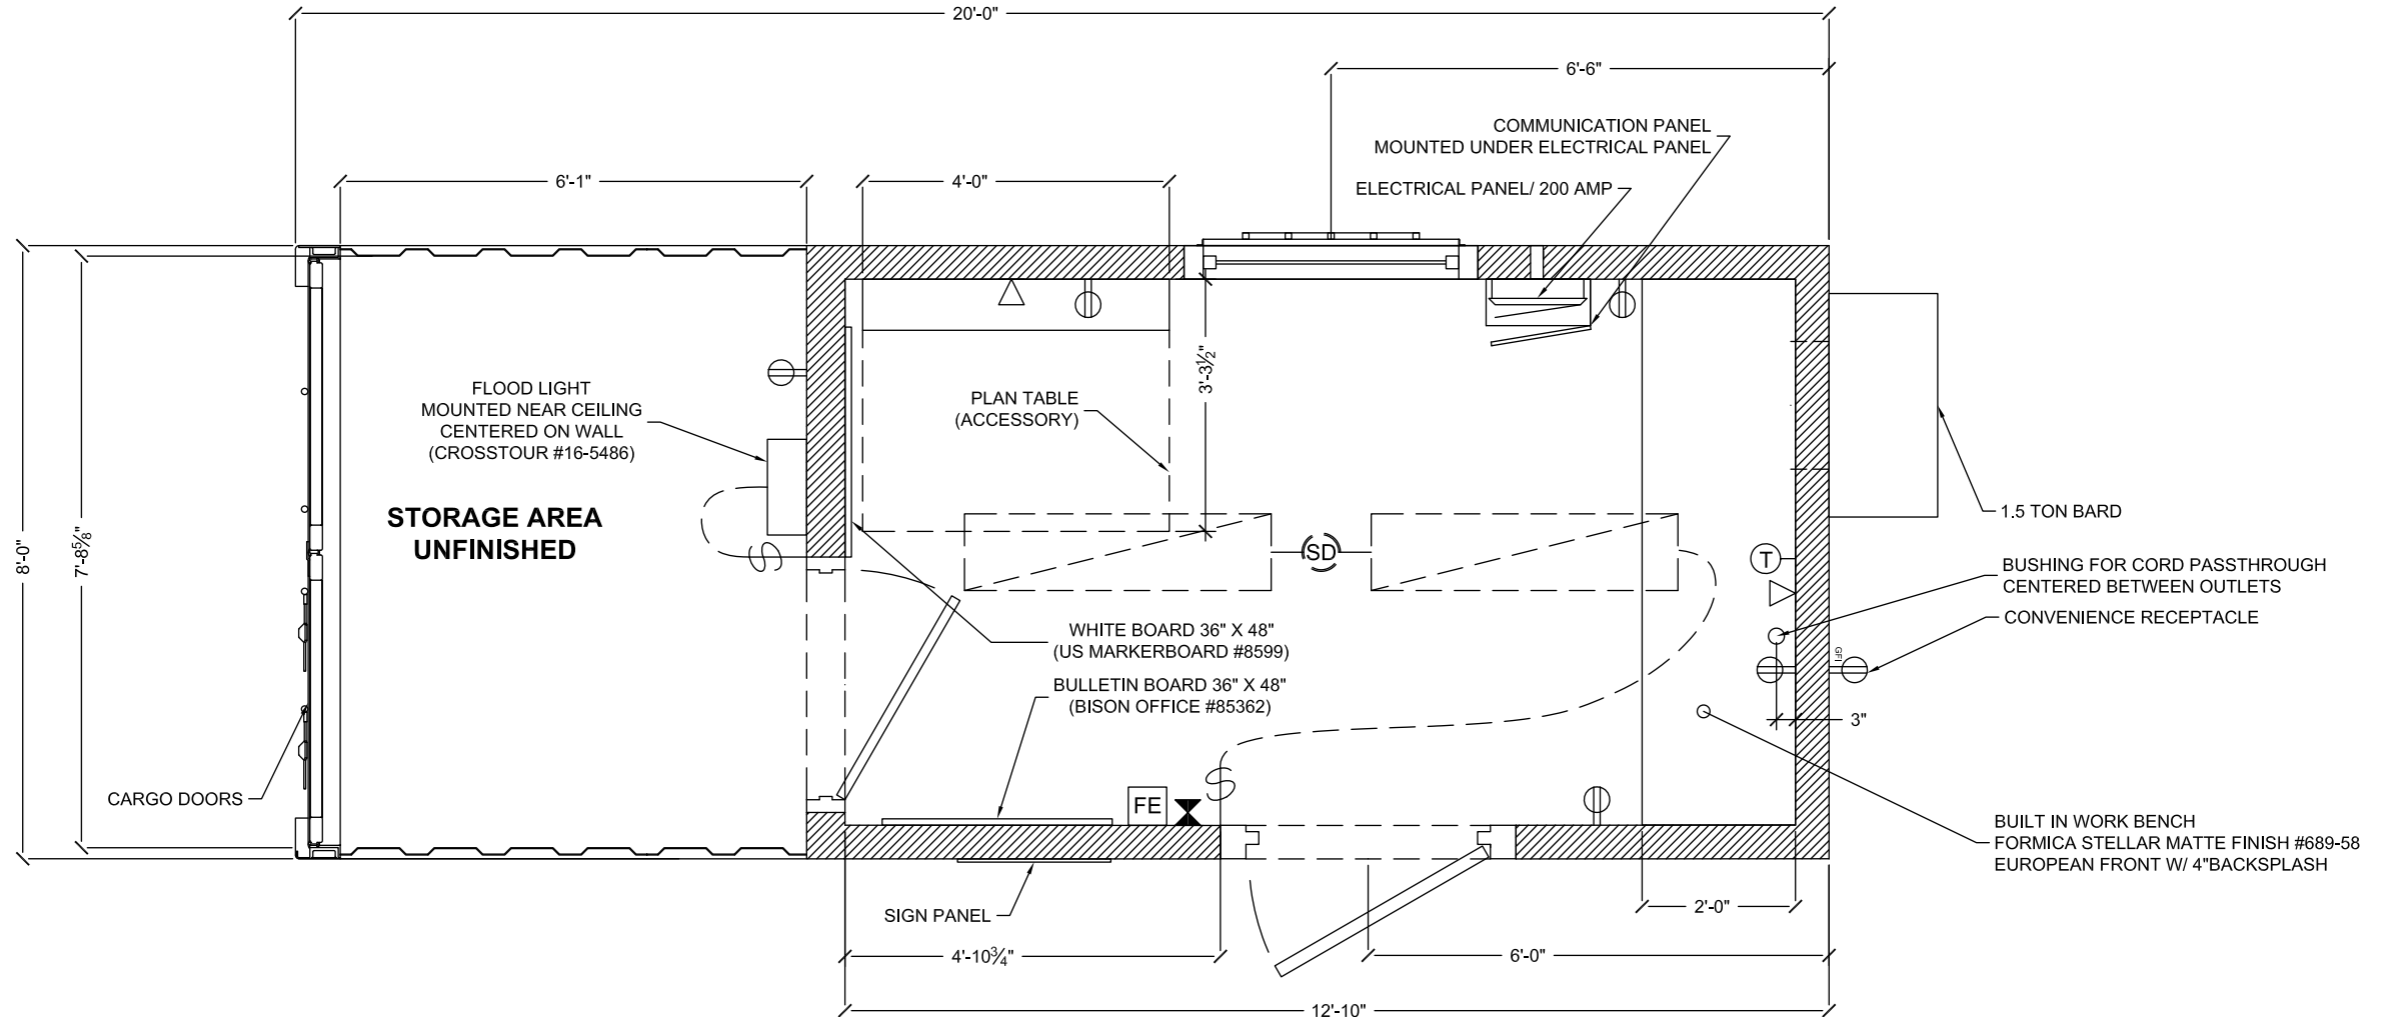 20'-0"
6'-6"
COMMUNICATION PANEL
MOUNTED UNDER ELECTRICAL PANEL
6'-1"
4'-0"
ELECTRICAL PANEL/ 200 AMP
8'-0"
7'-8⅝"
3'-3½"
FLOOD LIGHT
MOUNTED NEAR CEILING
CENTERED ON WALL
(CROSSTOUR #16-5486)
PLAN TABLE
(ACCESSORY)
STORAGE AREA
UNFINISHED
1.5 TON BARD
S
SD
T
BUSHING FOR CORD PASSTHROUGH
CENTERED BETWEEN OUTLETS
CONVENIENCE RECEPTACLE
WHITE BOARD 36" X 48"
(US MARKERBOARD #8599)
GFI
BULLETIN BOARD 36" X 48"
(BISON OFFICE #85362)
3"
CARGO DOORS
FE
S
BUILT IN WORK BENCH
FORMICA STELLAR MATTE FINISH #689-58
EUROPEAN FRONT W/ 4"BACKSPLASH
SIGN PANEL
2'-0"
4'-10¾"
6'-0"
12'-10"